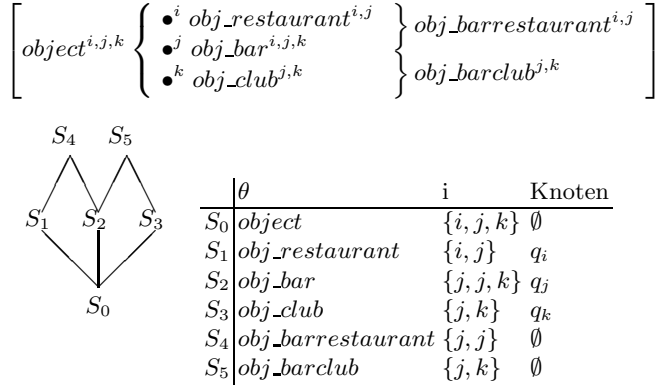 object^{i,j,k} { •^i obj_restaurant^{i,j} } obj_barrestaurant^{i,j}
•^j obj_bar^{i,j,k}
•^k obj_club^{j,k} } obj_barclub^{j,k}
S_4 S_5
S_1 S_2 S_3
S_0
θ i Knoten
S_0 object {i, j, k} ∅
S_1 obj_restaurant {i, j} q_i
S_2 obj_bar {j, j, k} q_j
S_3 obj_club {j, k} q_k
S_4 obj_barrestaurant {j, j} ∅
S_5 obj_barclub {j, k} ∅